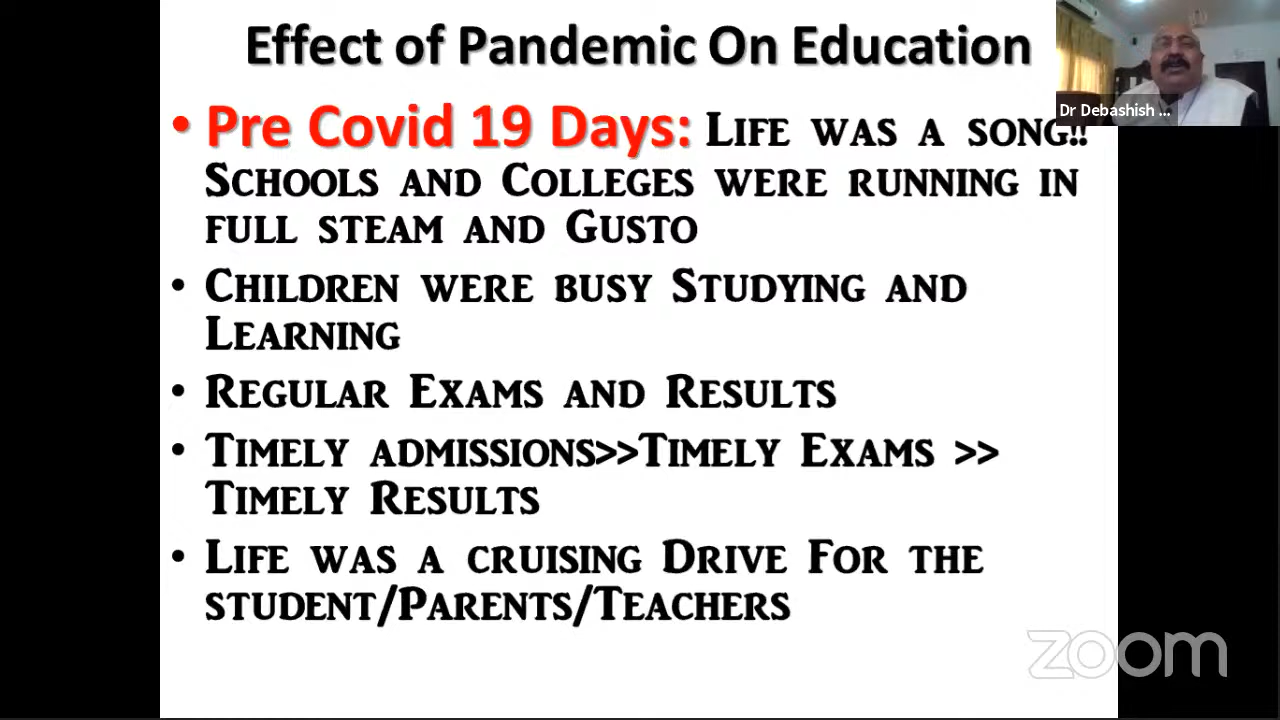 Effect of Pandemic On Education
• Pre Covid 19 Days: Life was a song!!
Schools and Colleges were running in
full steam and Gusto
• Children were busy Studying and
Learning
• Regular Exams and Results
• Timely admissions>>Timely Exams >>
Timely Results
• Life was a cruising Drive For the
student/Parents/Teachers
Dr Debashish ...
zoom